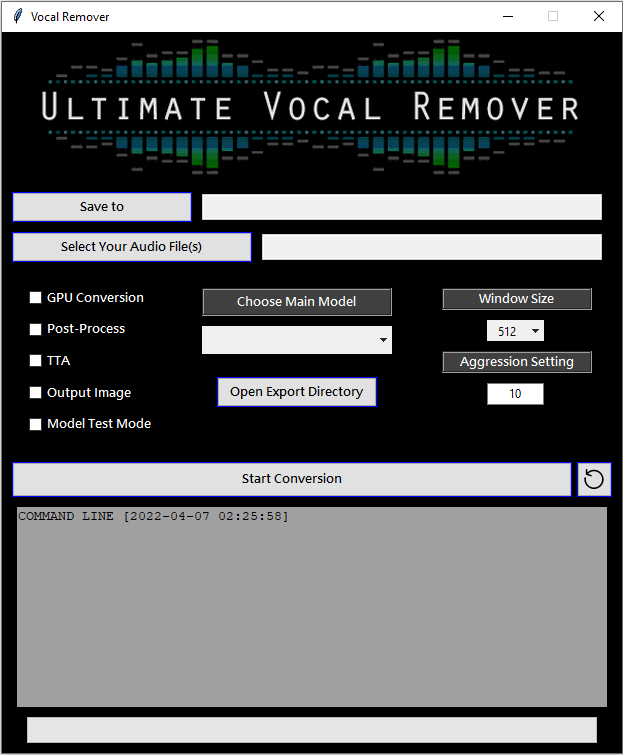 Vocal Remover
ULTIMATE VOCAL REMOVER
Save to
Select Your Audio File(s)
GPU Conversion
Post-Process
TTA
Output Image
Model Test Mode
Choose Main Model
Open Export Directory
Window Size
512
Aggression Setting
10
Start Conversion
COMMAND LINE [2022-04-07 02:25:58]